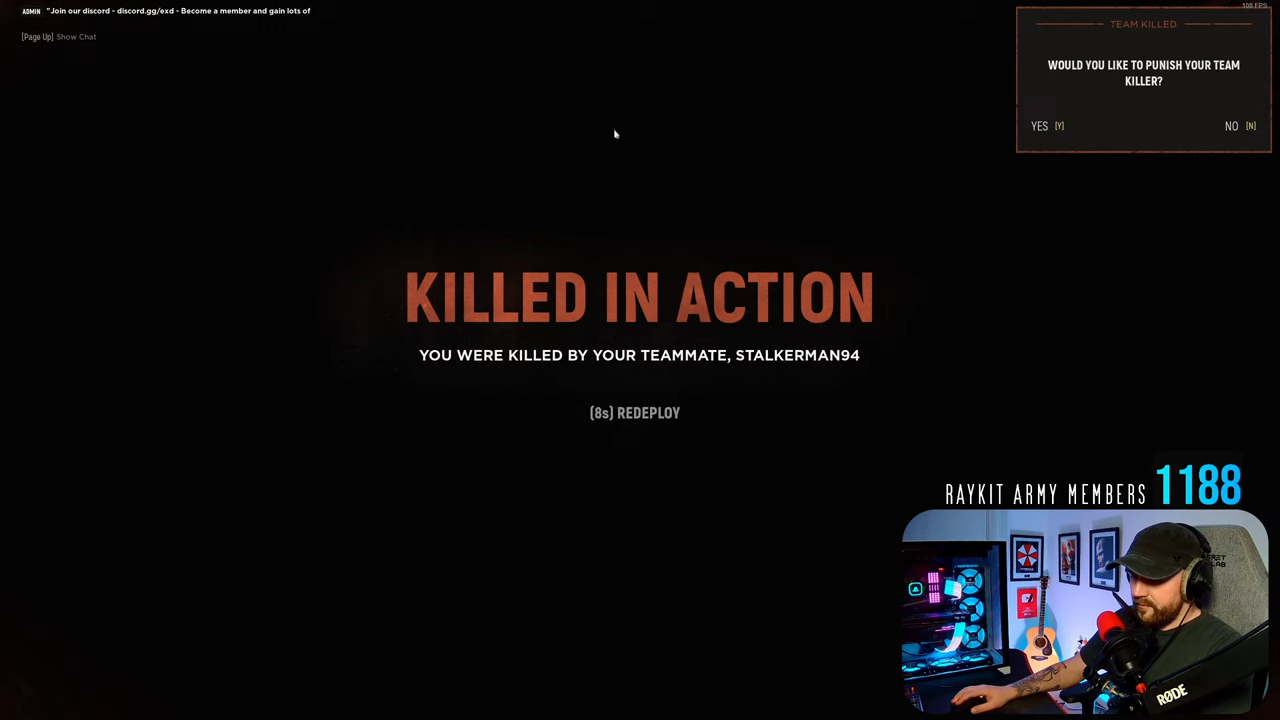 108 FPS
ADMIN "Join our discord - discord.gg/exd - Become a member and gain lots of
[Page Up] Show Chat
TEAM KILLED
WOULD YOU LIKE TO PUNISH YOUR TEAM
KILLER?
YES [Y]
NO [N]
KILLED IN ACTION
YOU WERE KILLED BY YOUR TEAMMATE, STALKERMAN94
(8s) REDEPLOY
RAYKIT ARMY MEMBERS 1188
RØDE